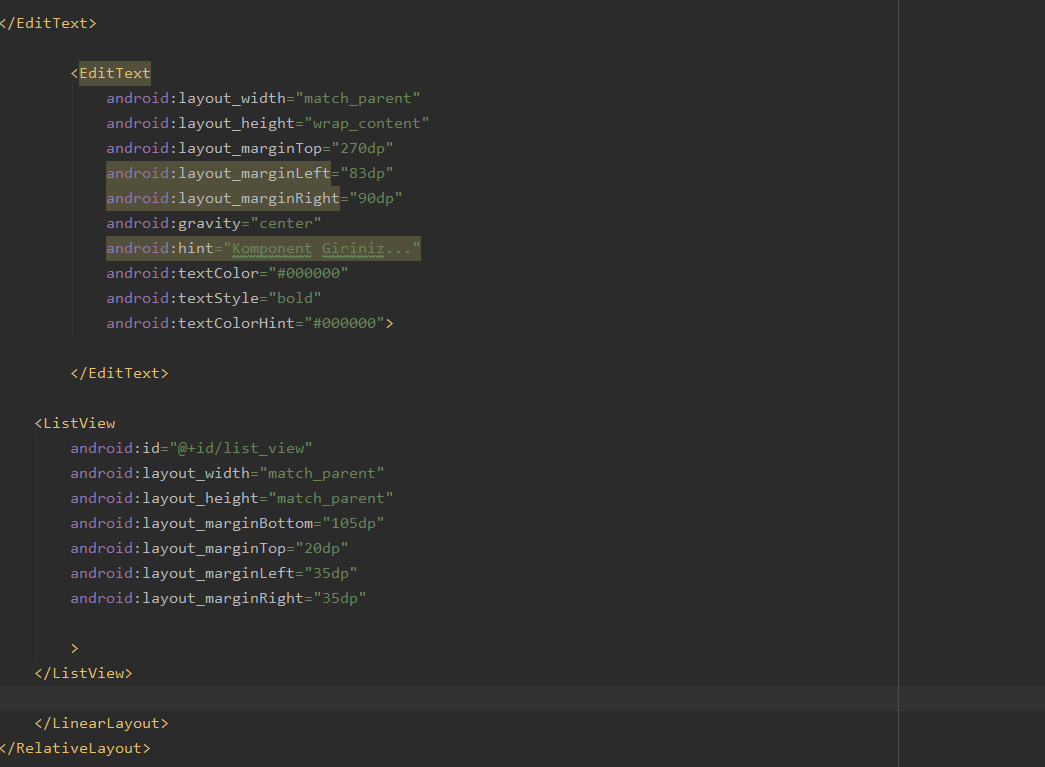 </EditText>
<EditText
android:layout_width="match_parent"
android:layout_height="wrap_content"
android:layout_marginTop="270dp"
android:layout_marginLeft="83dp"
android:layout_marginRight="90dp"
android:gravity="center"
android:hint="Komponent Giriniz..."
android:textColor="#000000"
android:textStyle="bold"
android:textColorHint="#000000">
</EditText>
<ListView
android:id="@+id/list_view"
android:layout_width="match_parent"
android:layout_height="match_parent"
android:layout_marginBottom="105dp"
android:layout_marginTop="20dp"
android:layout_marginLeft="35dp"
android:layout_marginRight="35dp"
>
</ListView>
</LinearLayout>
</RelativeLayout>